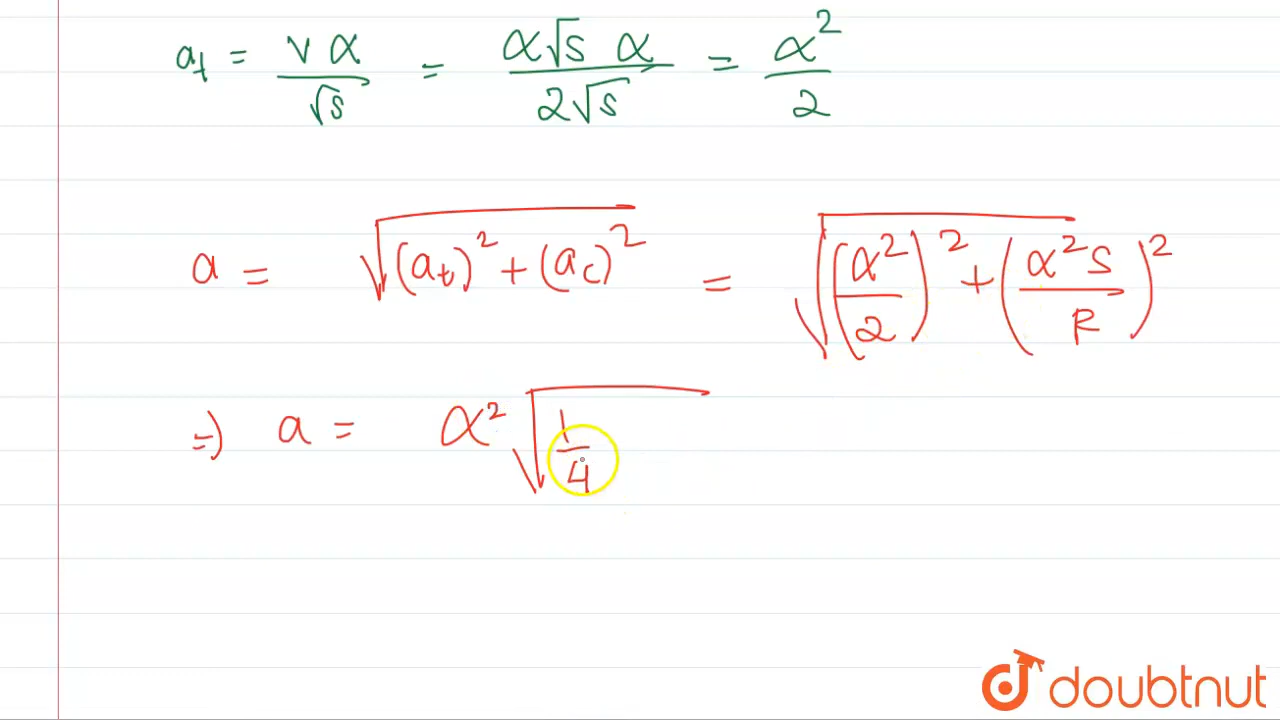 a_t = vα/√s = α√s α/2√s = α²/2
a = √((a_t)² + (a_c)²) = √((α²/2)² + (α²s/R)²)
⇒ a = α² √(1/4
doubtnut